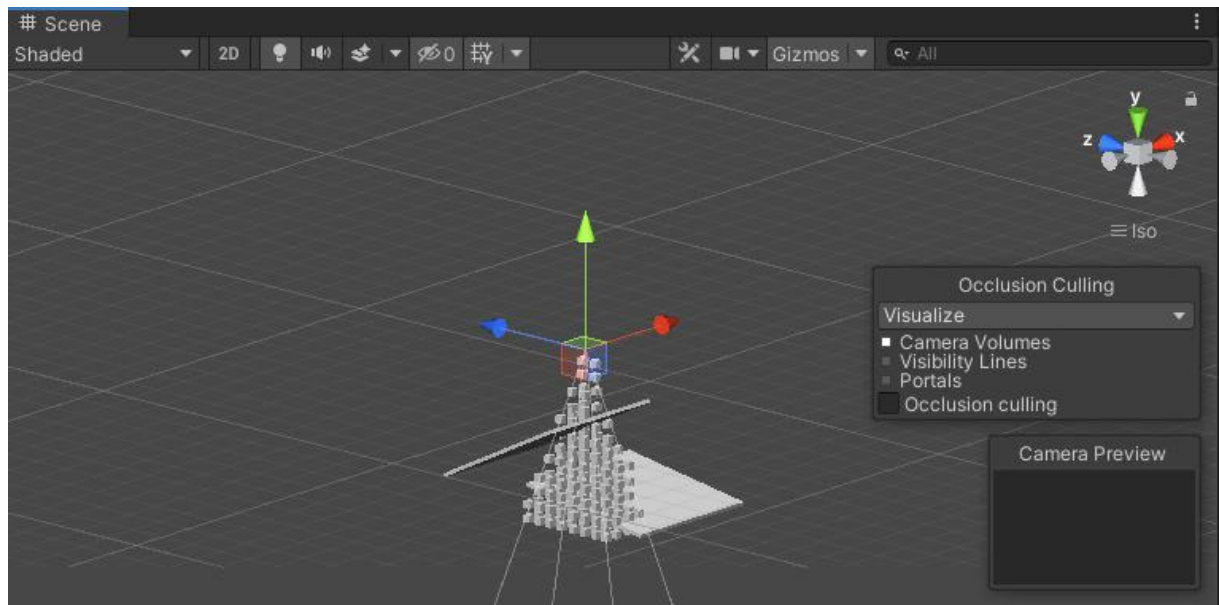 Scene
Shaded 2D 0 Gizmos All
y
z x
Iso
Occlusion Culling
Visualize
Camera Volumes
Visibility Lines
Portals
Occlusion culling
Camera Preview